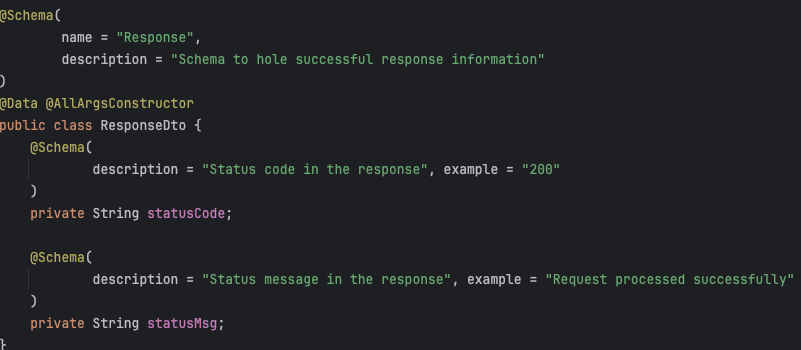 @Schema(
        name = "Response",
        description = "Schema to hole successful response information"
)
@Data @AllArgsConstructor
public class ResponseDto {
    @Schema(
            description = "Status code in the response", example = "200"
    )
    private String statusCode;

    @Schema(
            description = "Status message in the response", example = "Request processed successfully"
    )
    private String statusMsg;
}